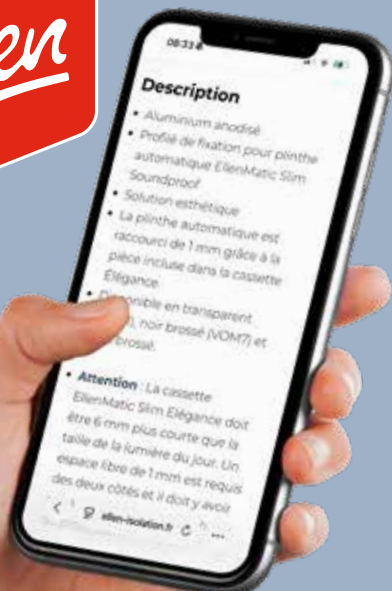 en
08:33
Description
• Aluminium anodisé
• Profilé de fixation pour plinthe
automatique EllenMatic Slim
Soundproof
• Solution esthétique
• La plinthe automatique est
raccourci de 1 mm grâce à la
pièce incluse dans la cassette
Élégance.
• Disponible en transparent
noir brossé (VOM7) et
brossé.
• Attention : La cassette
EllenMatic Slim Elégance doit
être 6 mm plus courte que la
taille de la lumière du jour. Un
espace libre de 1 mm est requis
des deux côtés et il doit y avoir
ellen-isolation.fr